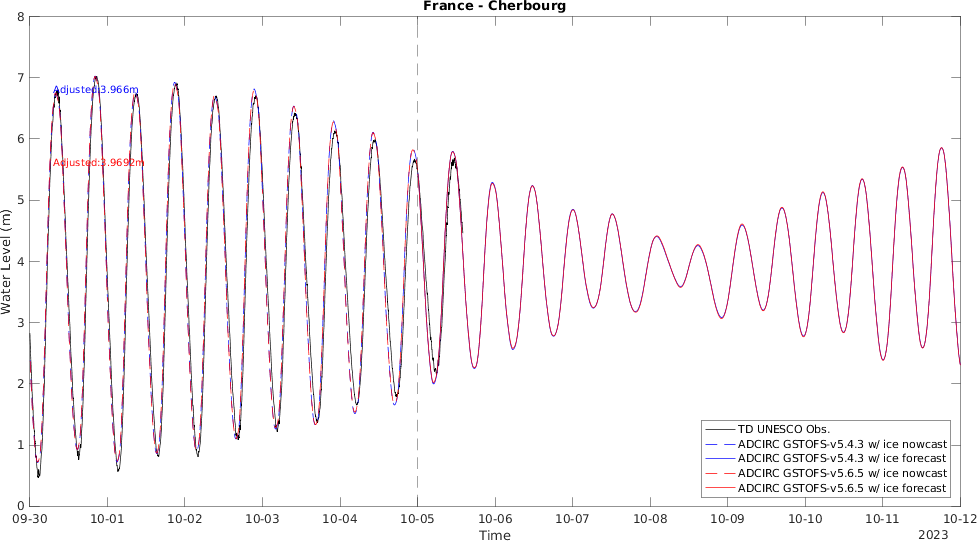 France - Cherbourg
8
7
6
5
4
3
2
1
0
Water Level (m)
Adjusted:3.966m
Adjusted:3.9692m
TD UNESCO Obs.
ADCIRC GSTOFS-v5.4.3 w/ ice nowcast
ADCIRC GSTOFS-v5.4.3 w/ ice forecast
ADCIRC GSTOFS-v5.6.5 w/ ice nowcast
ADCIRC GSTOFS-v5.6.5 w/ ice forecast
09-30 10-01 10-02 10-03 10-04 10-05 10-06 10-07 10-08 10-09 10-10 10-11 10-12
Time
2023